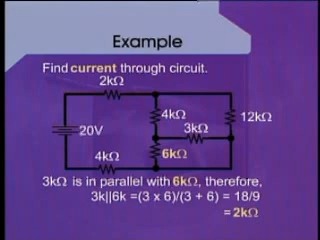 Example
Find current through circuit.
2kΩ
4kΩ
12kΩ
3kΩ
20V
6kΩ
4kΩ
3kΩ is in parallel with 6kΩ, therefore,
3k||6k =(3 x 6)/(3 + 6) = 18/9
= 2kΩ